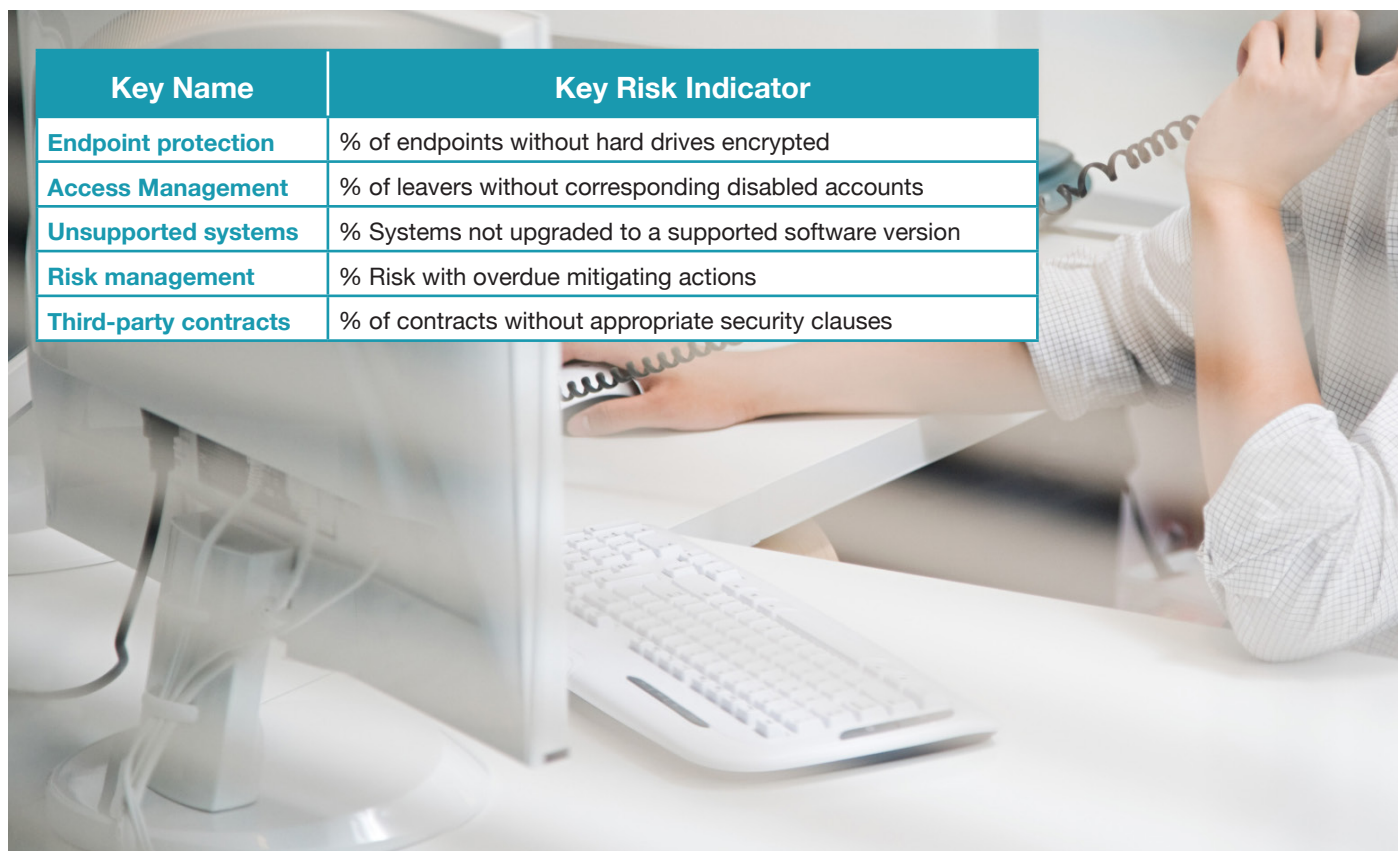 Key Name Key Risk Indicator
Endpoint protection % of endpoints without hard drives encrypted
Access Management % of leavers without corresponding disabled accounts
Unsupported systems % Systems not upgraded to a supported software version
Risk management % Risk with overdue mitigating actions
Third-party contracts % of contracts without appropriate security clauses